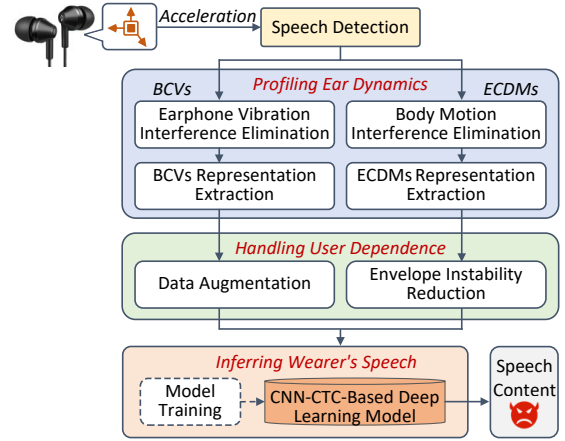 Acceleration
Speech Detection
BCVs
Profiling Ear Dynamics
ECDMs
Earphone Vibration
Interference Elimination
Body Motion
Interference Elimination
BCVs Representation
Extraction
ECDMs Representation
Extraction
Handling User Dependence
Data Augmentation
Envelope Instability
Reduction
Inferring Wearer's Speech
Model
Training
CNN-CTC-Based Deep
Learning Model
Speech
Content